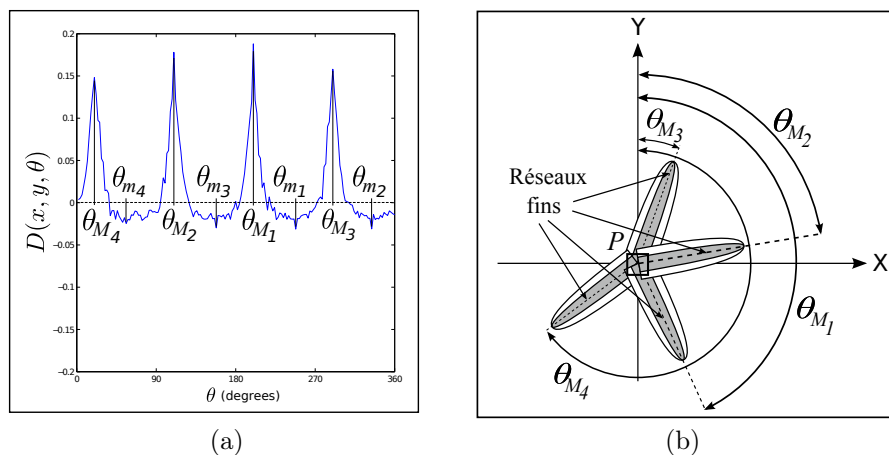 0.2
0.15
0.1
0.05
0
−0.05
−0.1
−0.15
−0.2
D(x, y, θ)
θm4
θm3
θm1
θm2
θM4
θM2
θM1
θM3
0
90
180
270
360
θ (degrees)
(a)
Y
θM3
θM2
Réseaux
fins
P
X
θM1
θM4
(b)